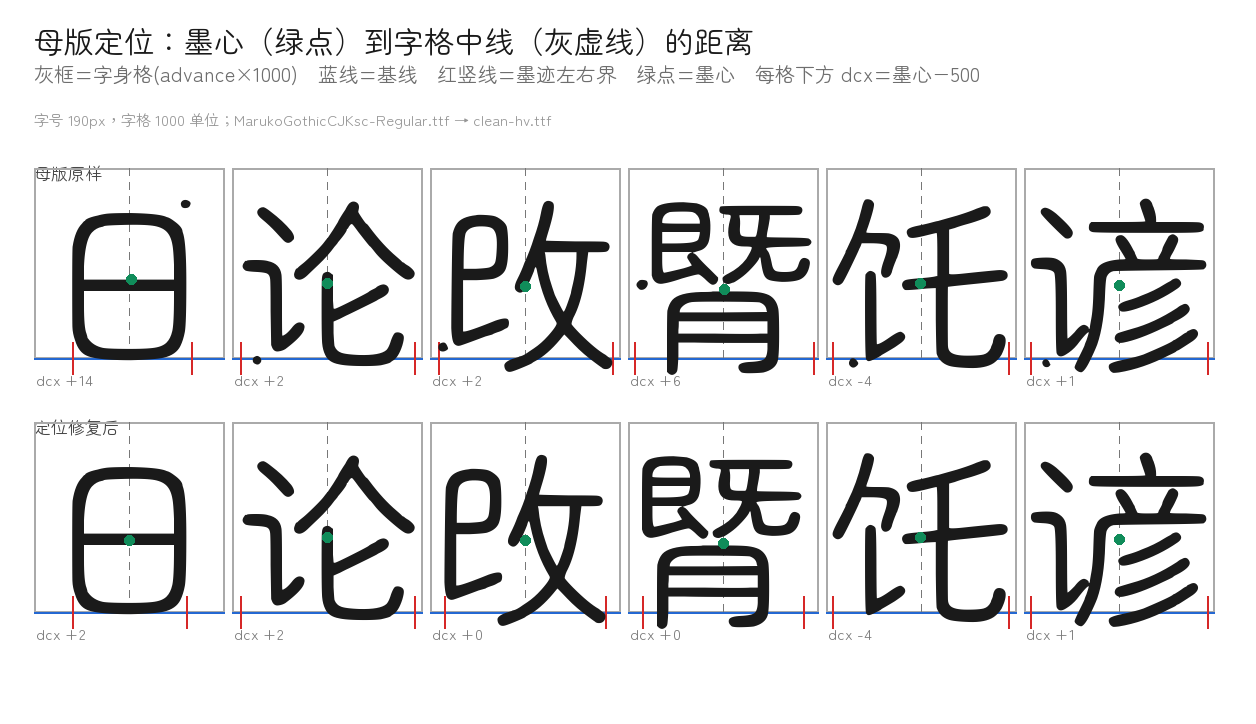 母版定位：墨心（绿点）到字格中线（灰虚线）的距离
灰框=字身格(advance×1000) 蓝线=基线 红竖线=墨迹左右界 绿点=墨心 每格下方 dcx=墨心−500
字号 190px，字格 1000 单位；MarukoGothicCJKsc-Regular.ttf → clean-hv.ttf
母版原样
日 论 改 暨 饦 谚
dcx +14 dcx +2 dcx +2 dcx +6 dcx -4 dcx +1
定位修复后
日 论 改 暨 饦 谚
dcx +2 dcx +2 dcx +0 dcx +0 dcx -4 dcx +1